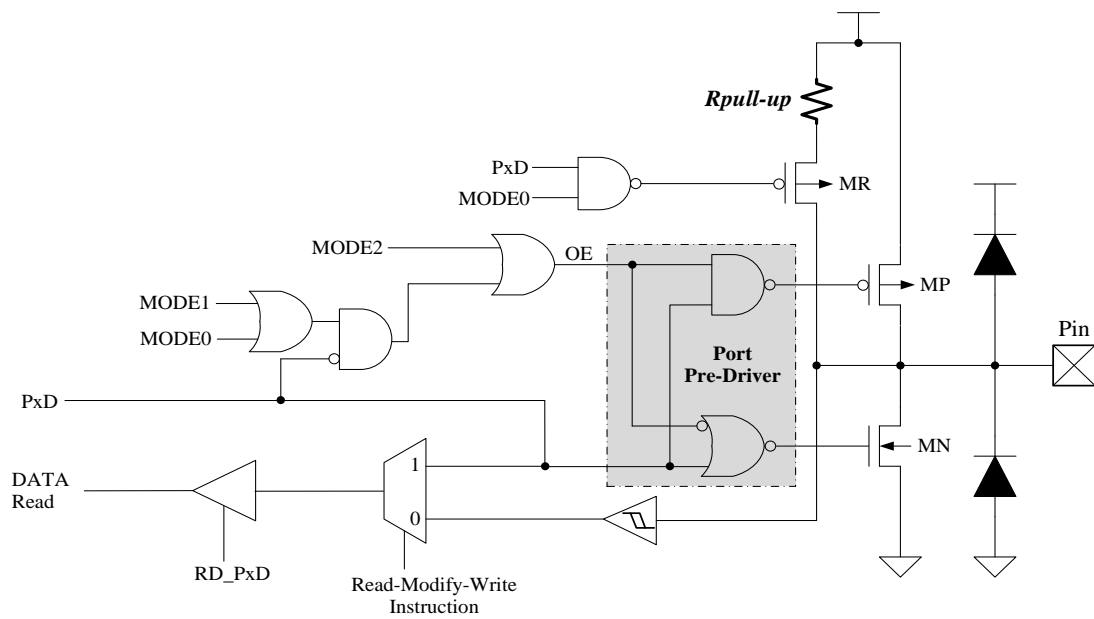 Rpull-up
PxD
MODE0
MR
MODE2
OE
MODE1
MODE0
MP
Pin
Port
Pre-Driver
PxD
MN
DATA
Read
1
0
RD_PxD
Read-Modify-Write
Instruction